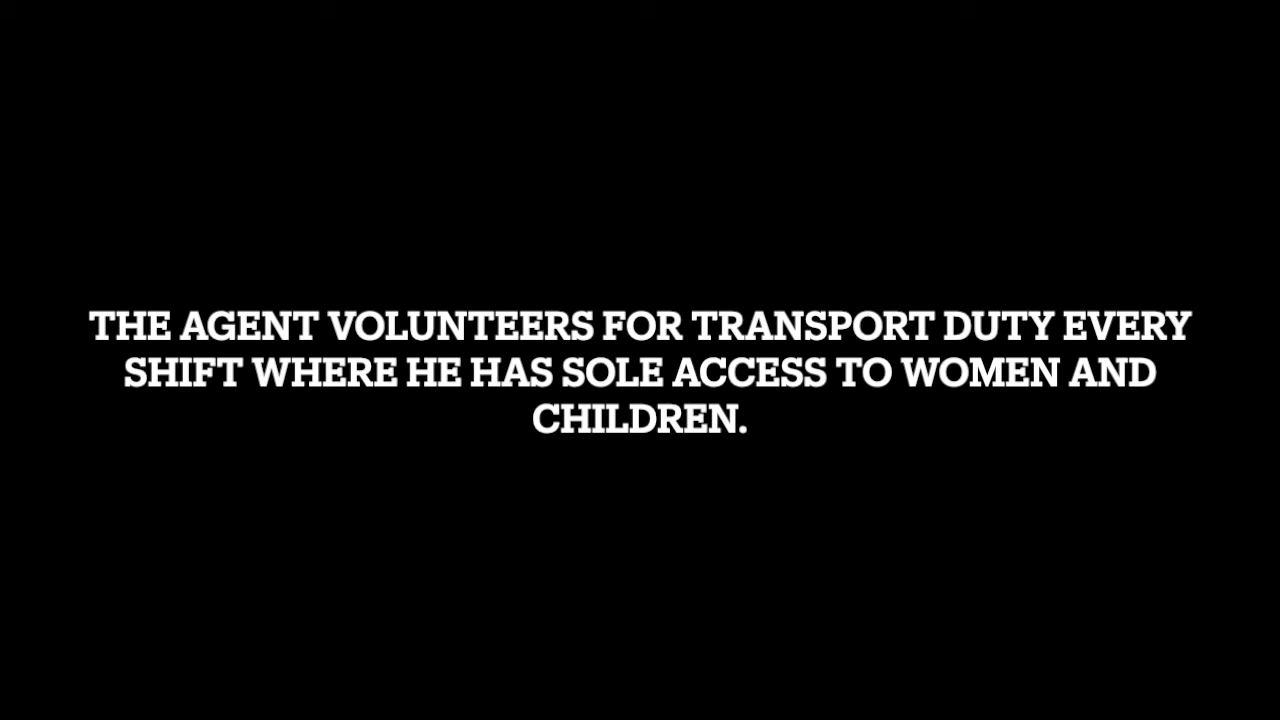 THE AGENT VOLUNTEERS FOR TRANSPORT DUTY EVERY
SHIFT WHERE HE HAS SOLE ACCESS TO WOMEN AND
CHILDREN.